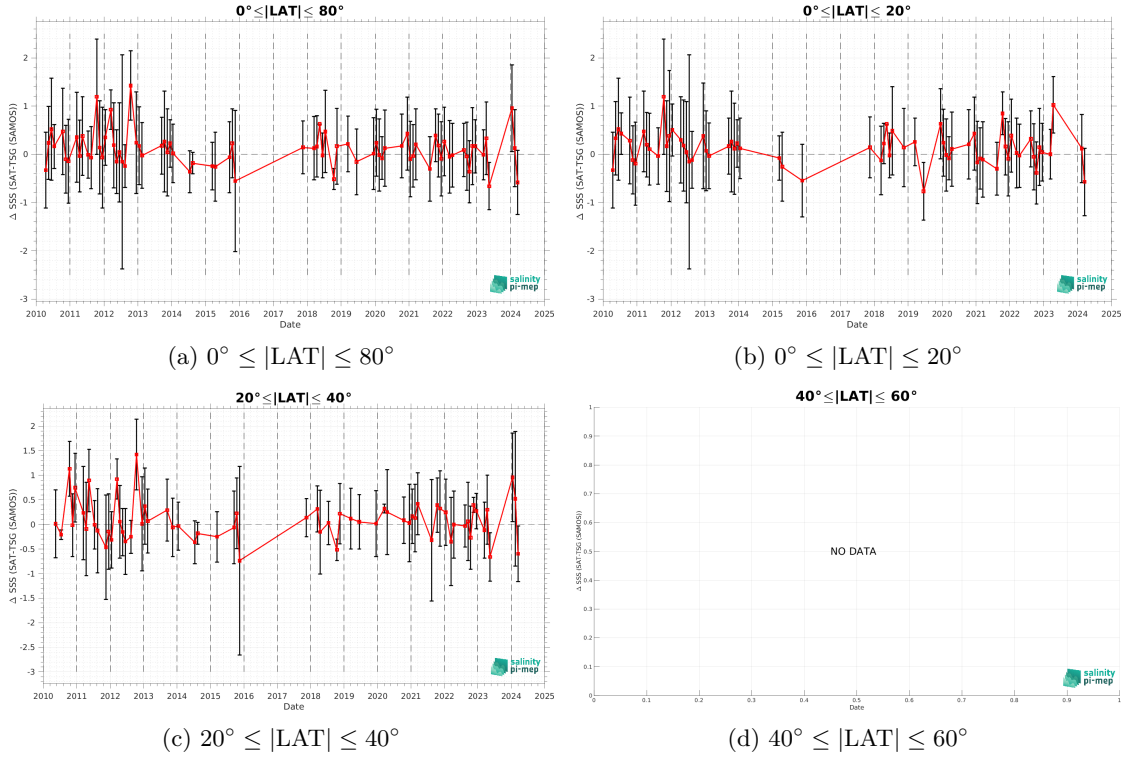 0°≤|LAT|≤ 80°
Δ SSS (SAT-TSG (SAMOS))
2
1
0
-1
-2
-3
2010 2011 2012 2013 2014 2015 2016 2017 2018 2019 2020 2021 2022 2023 2024 2025
Date
salinity
pi-mep
(a) 0° ≤ |LAT| ≤ 80°
0°≤|LAT|≤ 20°
Δ SSS (SAT-TSG (SAMOS))
2
1
0
-1
-2
-3
2010 2011 2012 2013 2014 2015 2016 2017 2018 2019 2020 2021 2022 2023 2024 2025
Date
salinity
pi-mep
(b) 0° ≤ |LAT| ≤ 20°
20°≤|LAT|≤ 40°
Δ SSS (SAT-TSG (SAMOS))
2
1.5
1
0.5
0
-0.5
-1
-1.5
-2
-2.5
-3
2010 2011 2012 2013 2014 2015 2016 2017 2018 2019 2020 2021 2022 2023 2024 2025
Date
salinity
pi-mep
(c) 20° ≤ |LAT| ≤ 40°
40°≤|LAT|≤ 60°
Δ SSS (SAT-TSG (SAMOS))
1
0.9
0.8
0.7
0.6
0.5
0.4
0.3
0.2
0.1
0
NO DATA
0 0.1 0.2 0.3 0.4 0.5 0.6 0.7 0.8 0.9 1
Date
salinity
pi-mep
(d) 40° ≤ |LAT| ≤ 60°